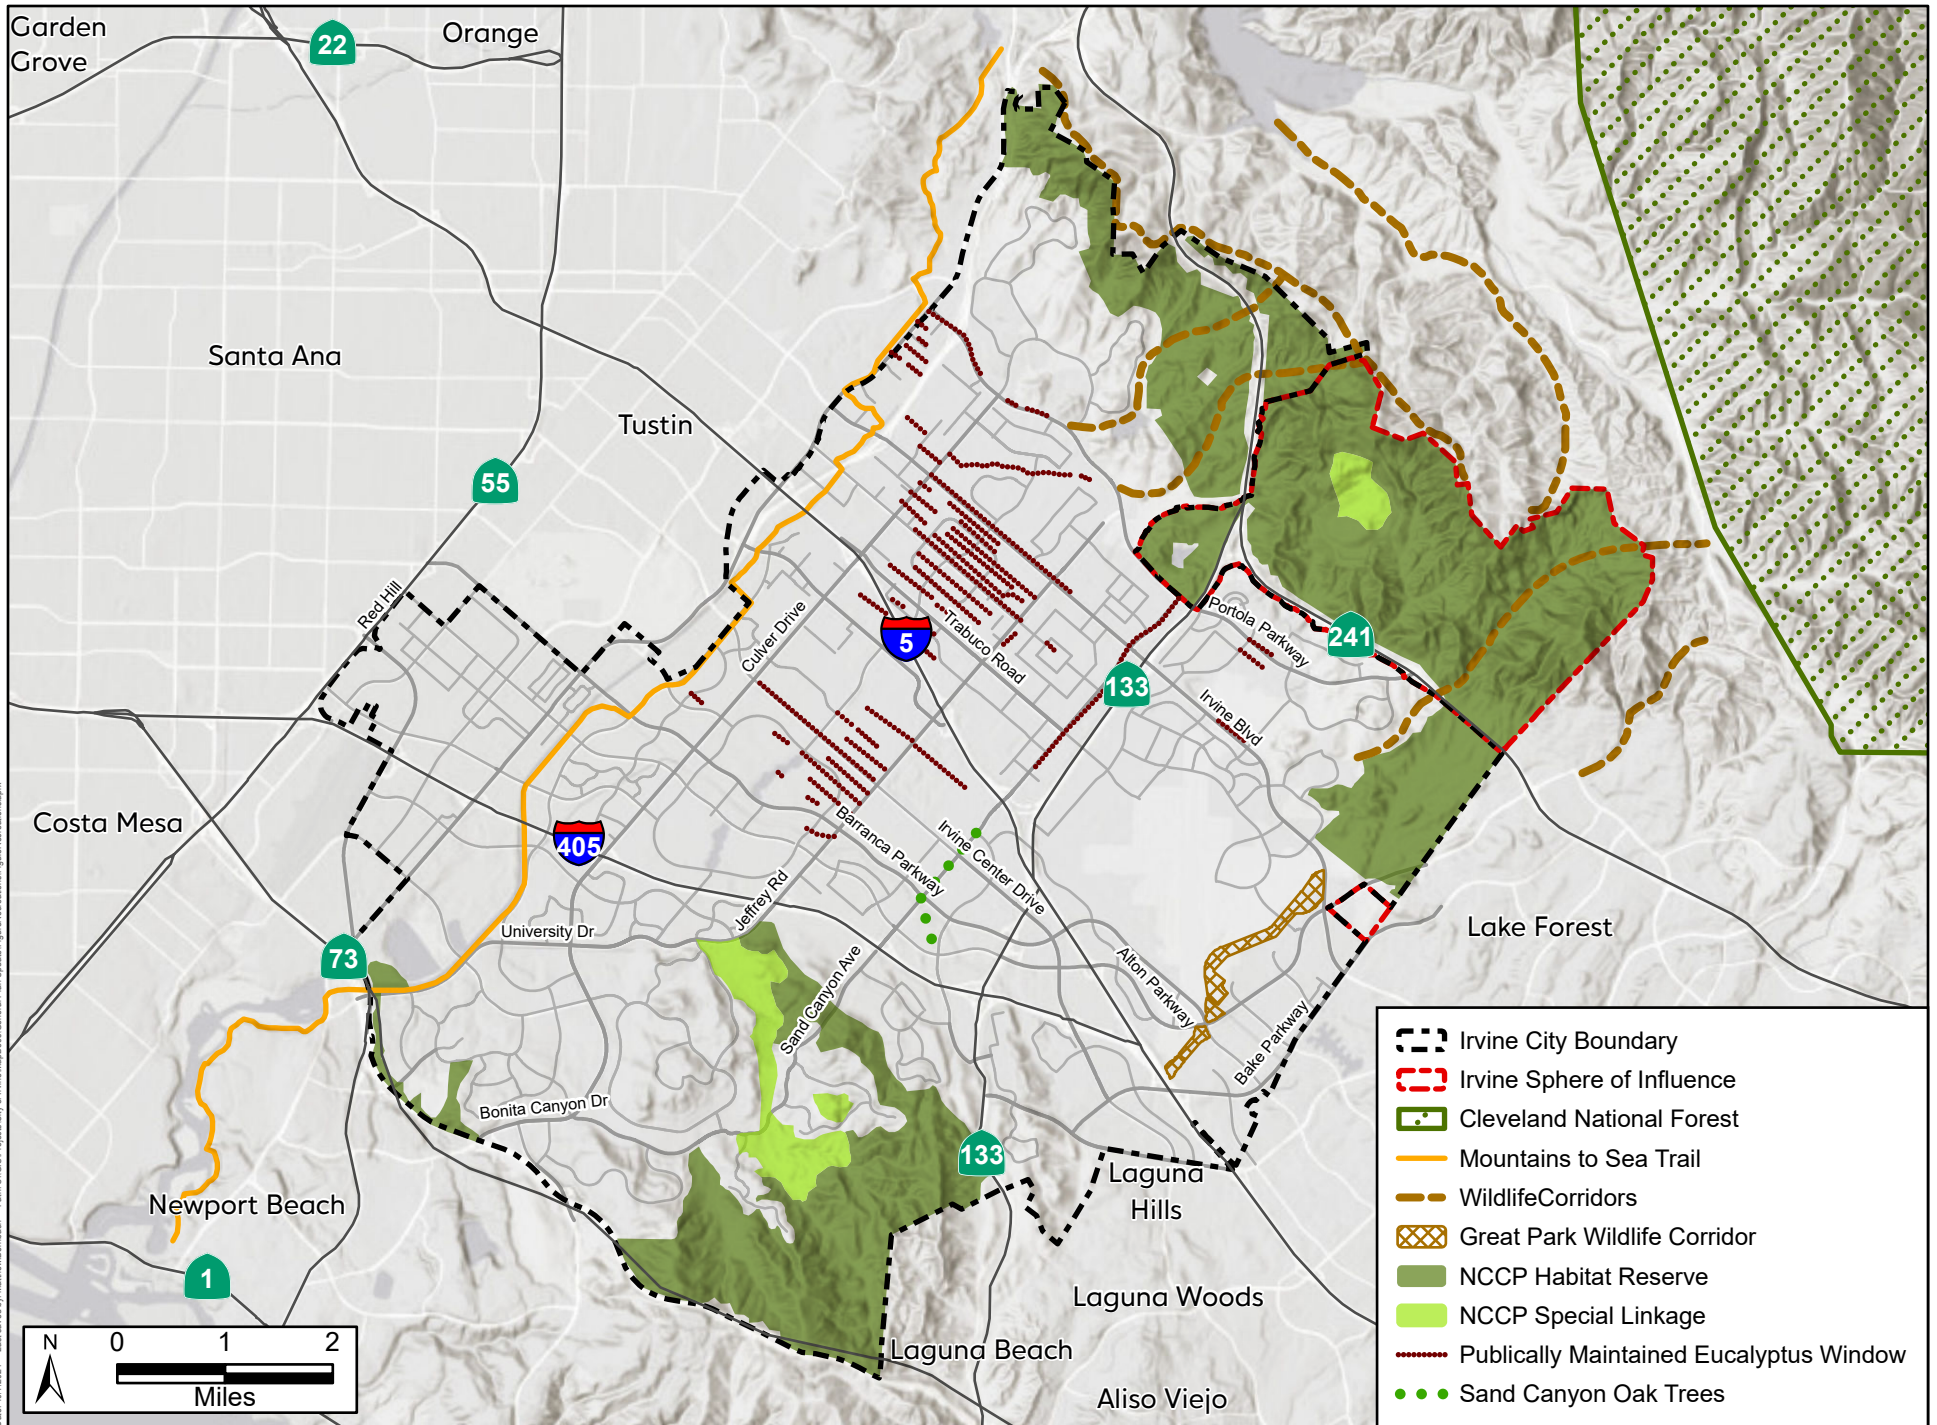 Garden
Grove
22
Orange
Santa Ana
Tustin
55
Red Hill
Culver Drive
5
Trabuco Road
Portola Parkway
241
133
Irvine Blvd
Costa Mesa
405
Barranca Parkway
Irvine Center Drive
Jeffrey Rd
University Dr
73
Sand Canyon Ave
Alton Parkway
Bake Parkway
Lake Forest
Bonita Canyon Dr
133
Laguna
Hills
Newport Beach
1
Laguna Woods
Laguna Beach
Aliso Viejo
N
0 1 2
Miles
Irvine City Boundary
Irvine Sphere of Influence
Cleveland National Forest
Mountains to Sea Trail
WildlifeCorridors
Great Park Wildlife Corridor
NCCP Habitat Reserve
NCCP Special Linkage
Publically Maintained Eucalyptus Window
Sand Canyon Oak Trees